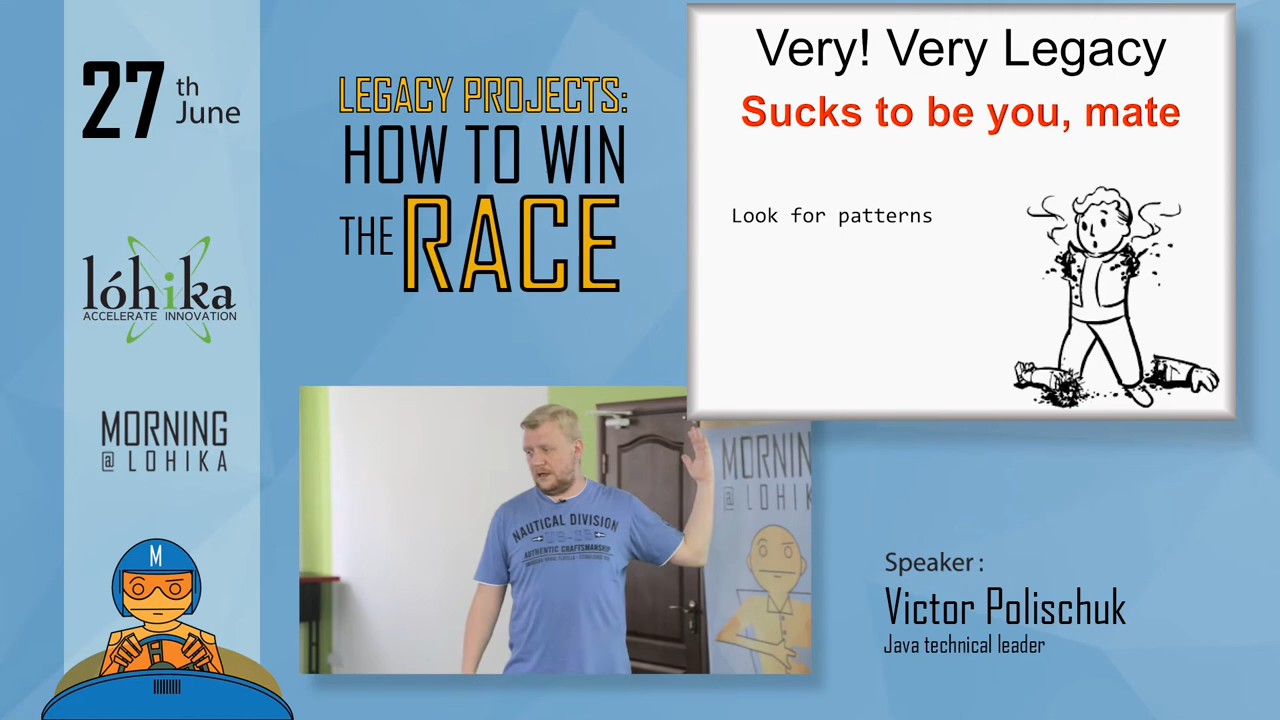 27
th
June
lóhika
ACCELERATE INNOVATION
MORNING
@ LOHIKA
M
LEGACY PROJECTS:
HOW TO WIN
THE RACE
Very! Very Legacy
Sucks to be you, mate
Look for patterns
NAUTICAL DIVISION
AUTHENTIC CRAFTSMANSHIP
MORNIN
@ LOHIK
Speaker :
Victor Polischuk
Java technical leader